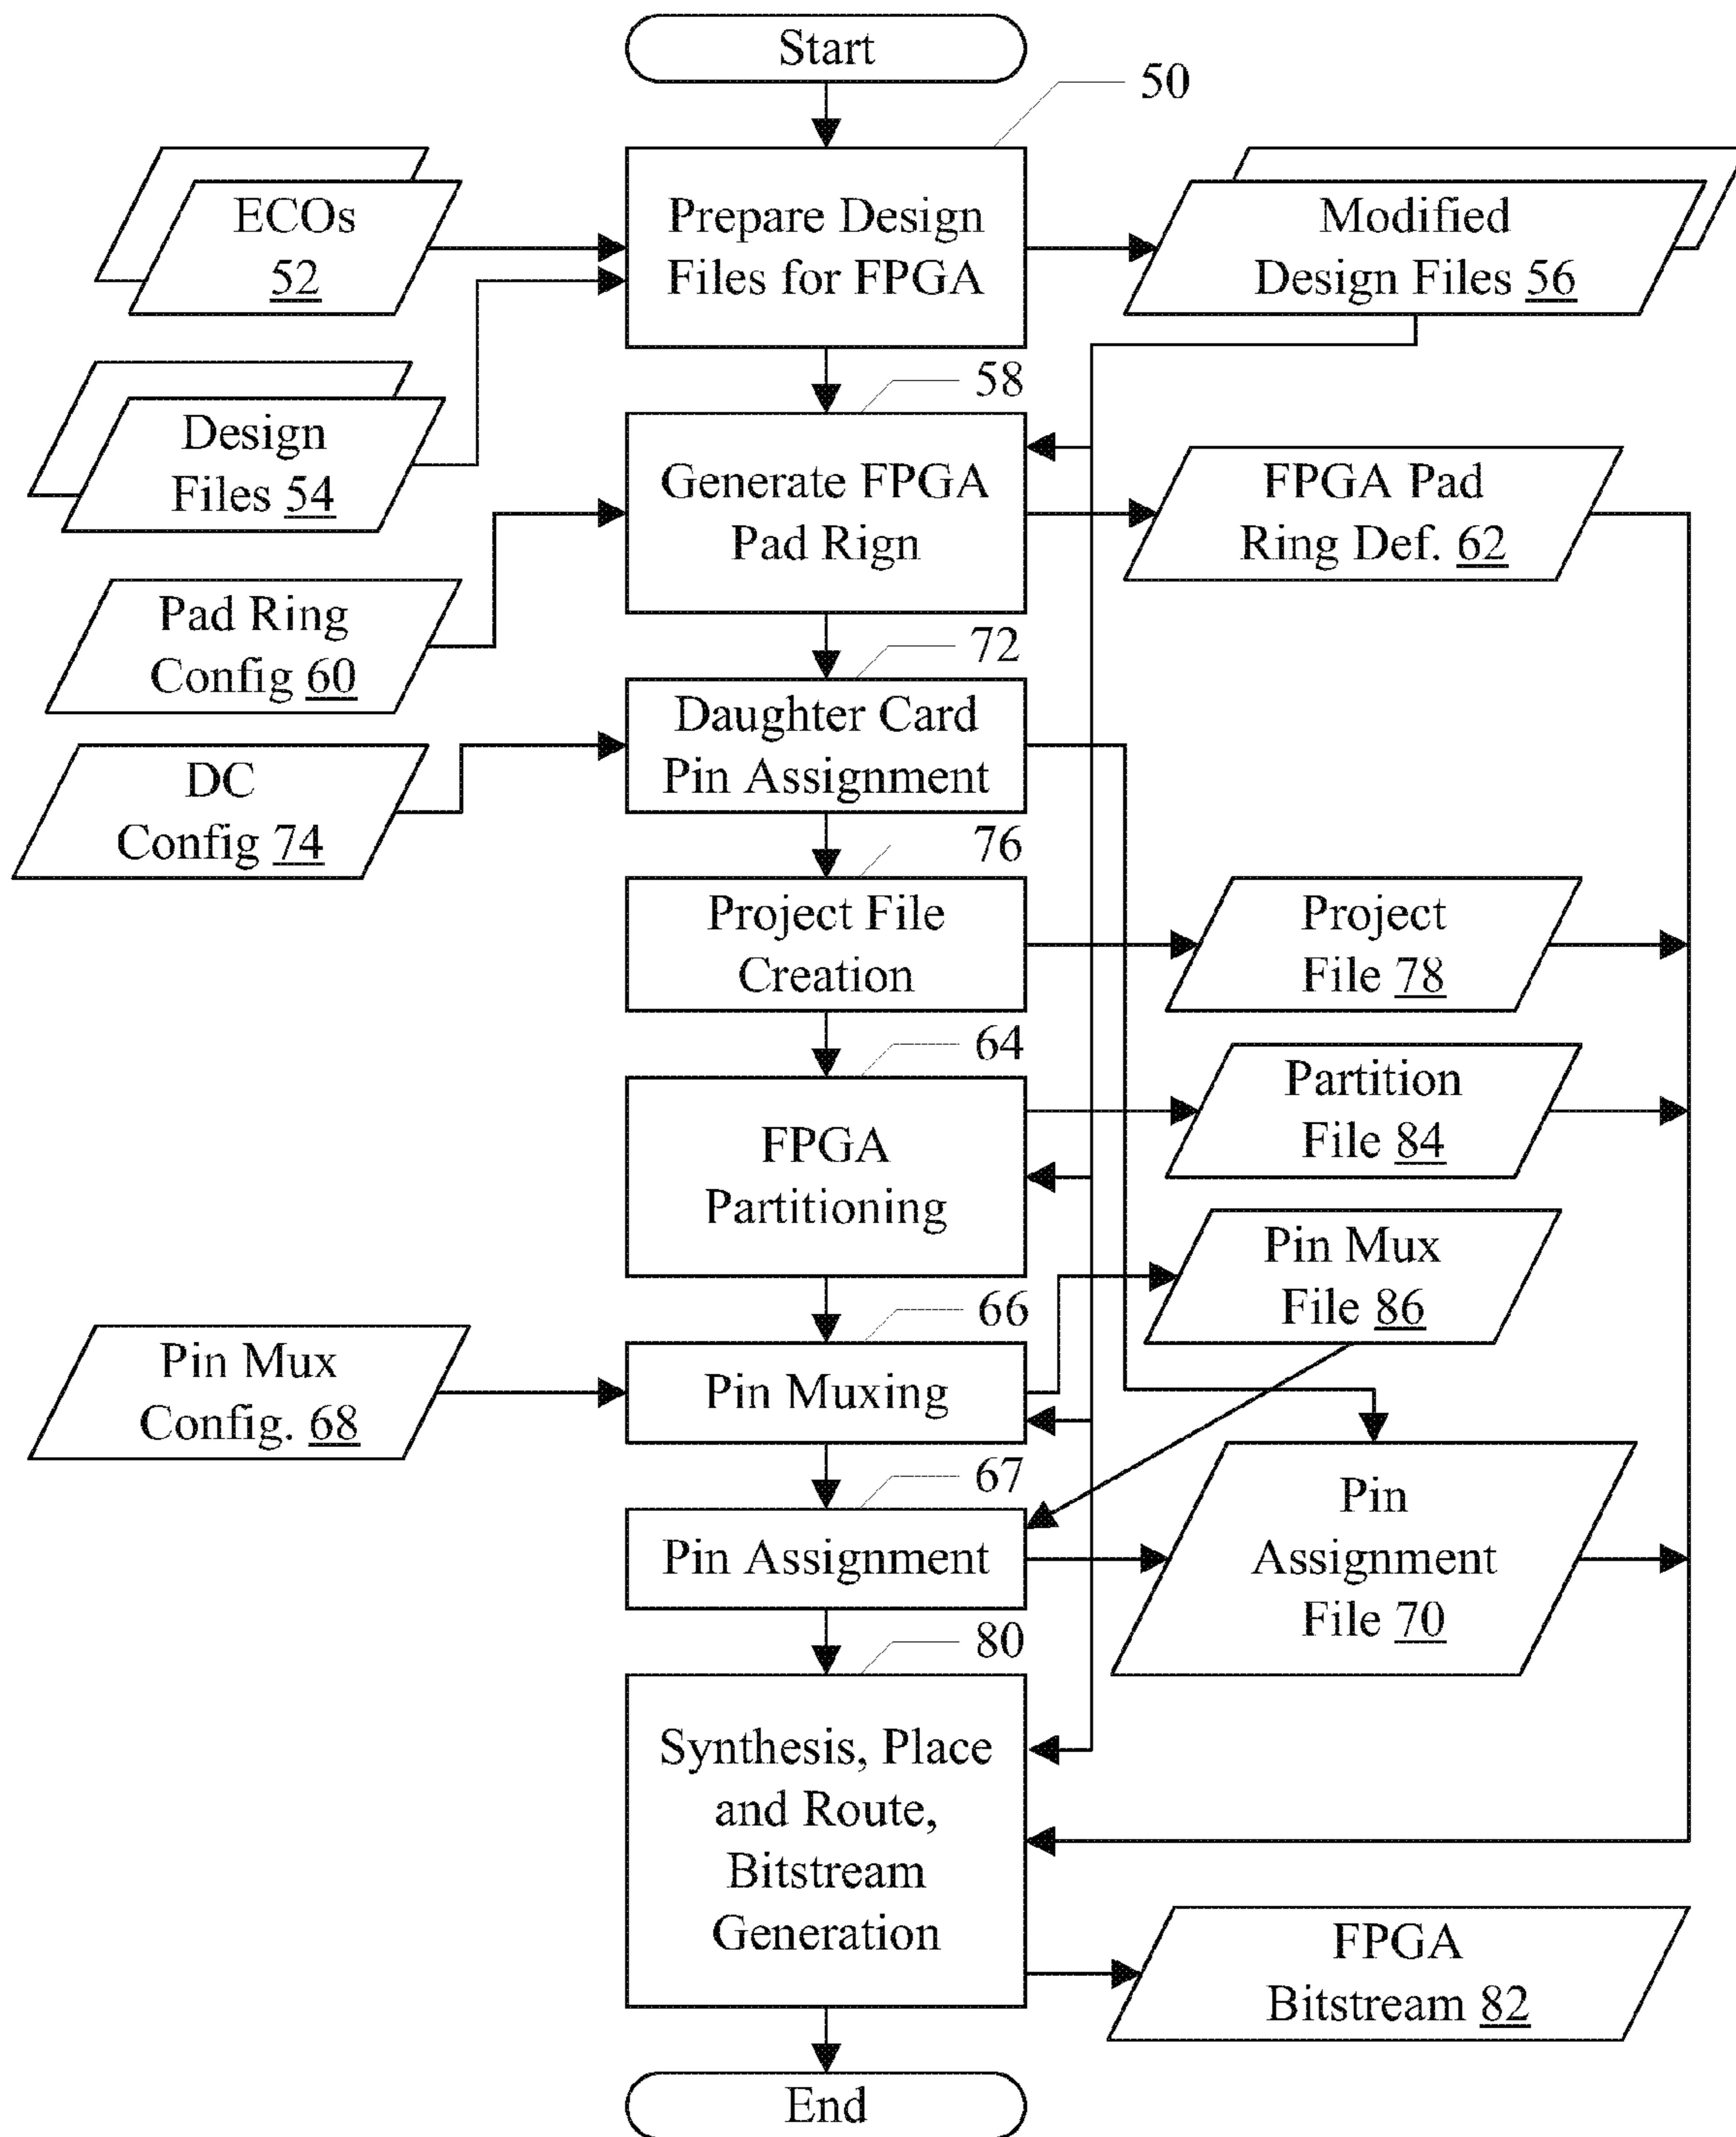 Start
50
ECOs
52
Prepare Design
Files for FPGA
Modified
Design Files 56
58
Design
Files 54
Generate FPGA
Pad Rign
FPGA Pad
Ring Def. 62
Pad Ring
Config 60
72
Daughter Card
Pin Assignment
DC
Config 74
76
Project File
Creation
Project
File 78
64
FPGA
Partitioning
Partition
File 84
Pin Mux
File 86
66
Pin Mux
Config. 68
Pin Muxing
67
Pin Assignment
Pin
Assignment
File 70
80
Synthesis, Place
and Route,
Bitstream
Generation
FPGA
Bitstream 82
End